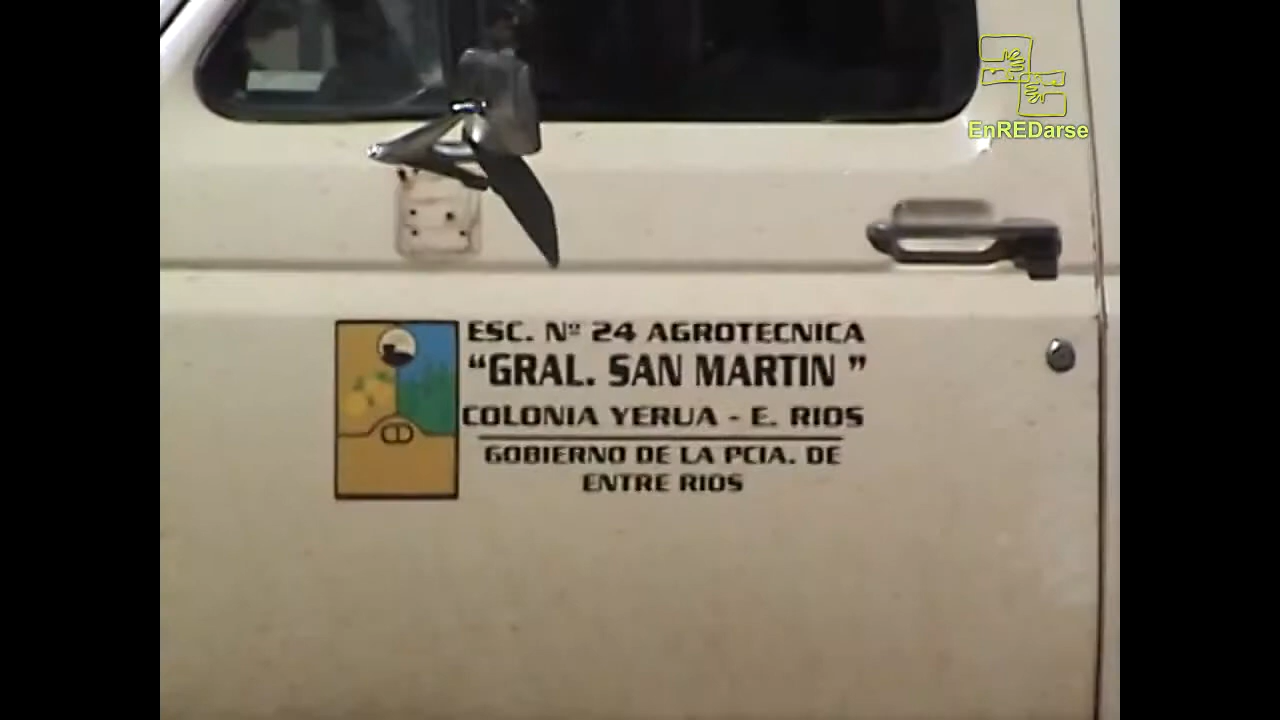 EnREDarse
ESC. Nº 24 AGROTECNICA
“GRAL. SAN MARTIN ”
COLONIA YERUA - E. RIOS
GOBIERNO DE LA PCIA. DE
ENTRE RIOS